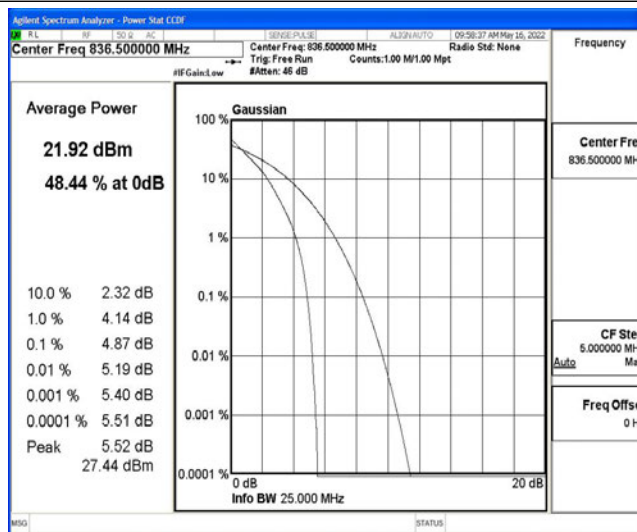 Agilent Spectrum Analyzer - Power Stat CCDF
RL RF 50 Ω AC SENSE:PULSE ALIGN AUTO 09:58:37 AM May 16, 2022
Center Freq 836.500000 MHz
Center Freq: 836.500000 MHz Radio Std: None
Trig: Free Run Counts:1.00 M/1.00 Mpt
#IFGain:Low #Atten: 46 dB
Frequency
Average Power
21.92 dBm
48.44 % at 0dB
10.0 % 2.32 dB
1.0 % 4.14 dB
0.1 % 4.87 dB
0.01 % 5.19 dB
0.001 % 5.40 dB
0.0001 % 5.51 dB
Peak 5.52 dB
27.44 dBm
Gaussian
100 %
10 %
1 %
0.1 %
0.01 %
0.001 %
0.0001 %
0 dB 20 dB
Info BW 25.000 MHz
Center Fre
836.500000 MH
CF Ste
5.000000 MH
Auto Ma
Freq Offse
0 H
MSG STATUS